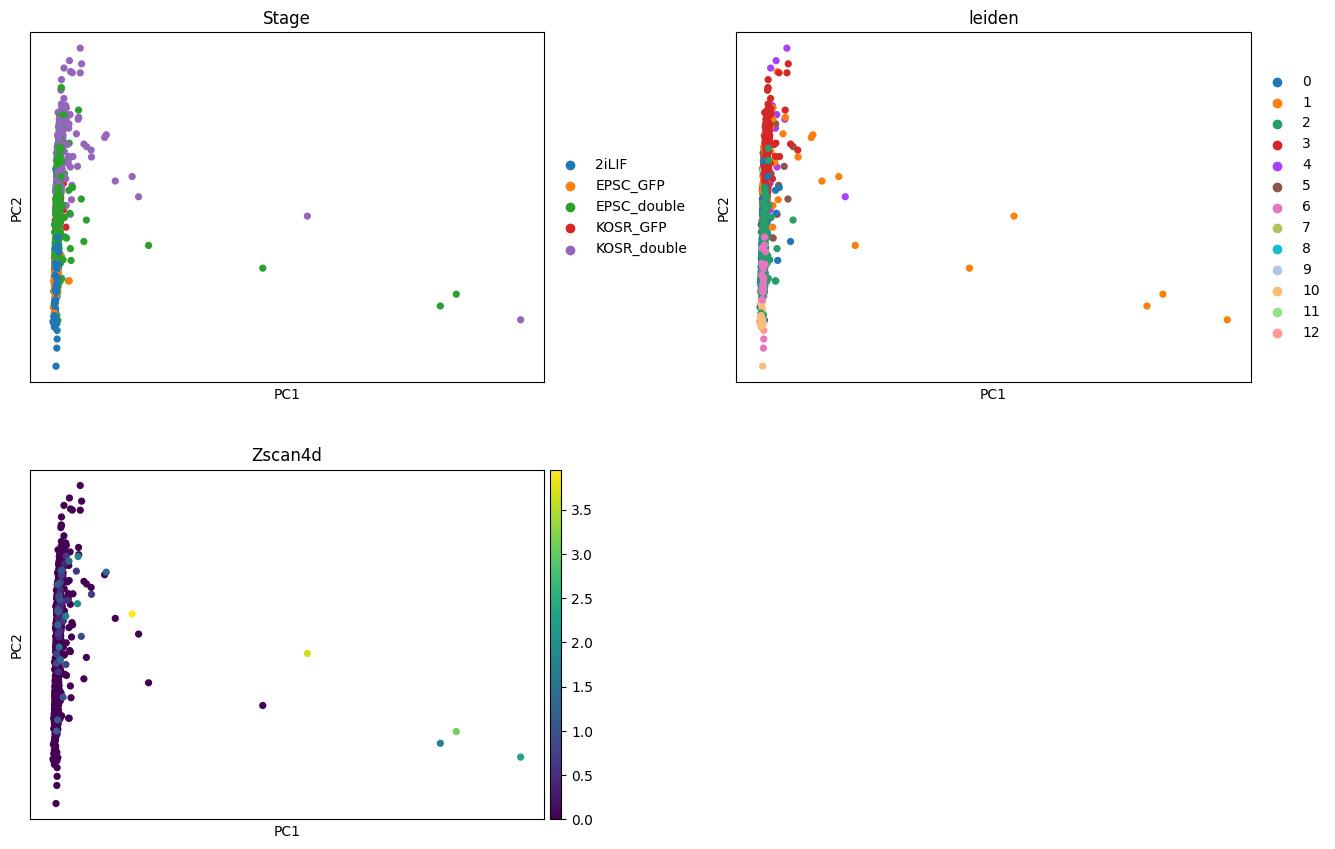 Stage
PC2
PC1
2iLIF
EPSC_GFP
EPSC_double
KOSR_GFP
KOSR_double
leiden
PC2
PC1
0
1
2
3
4
5
6
7
8
9
10
11
12
Zscan4d
PC2
PC1
3.5
3.0
2.5
2.0
1.5
1.0
0.5
0.0